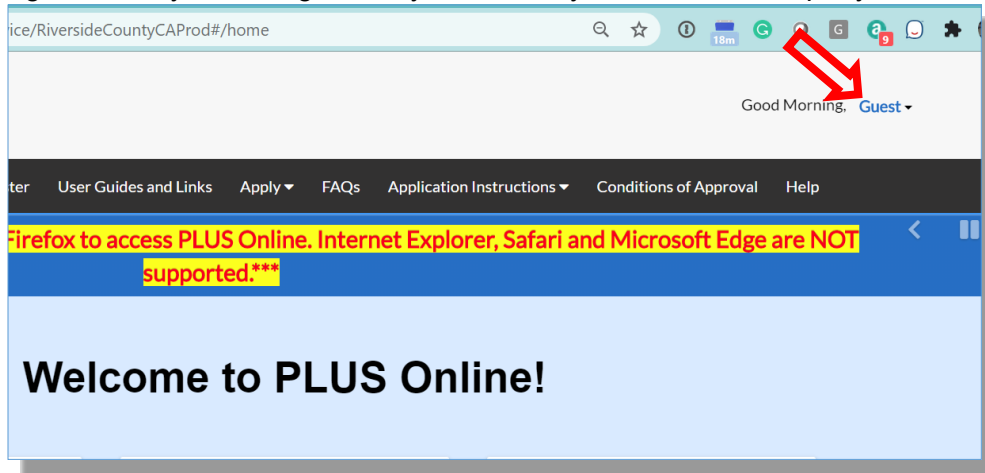 ice/RiversideCountyCAProd#/home
18m
G
G
a
9
Good Morning, Guest
ter User Guides and Links Apply FAQs Application Instructions Conditions of Approval Help
Firefox to access PLUS Online. Internet Explorer, Safari and Microsoft Edge are NOT
supported.***
Welcome to PLUS Online!